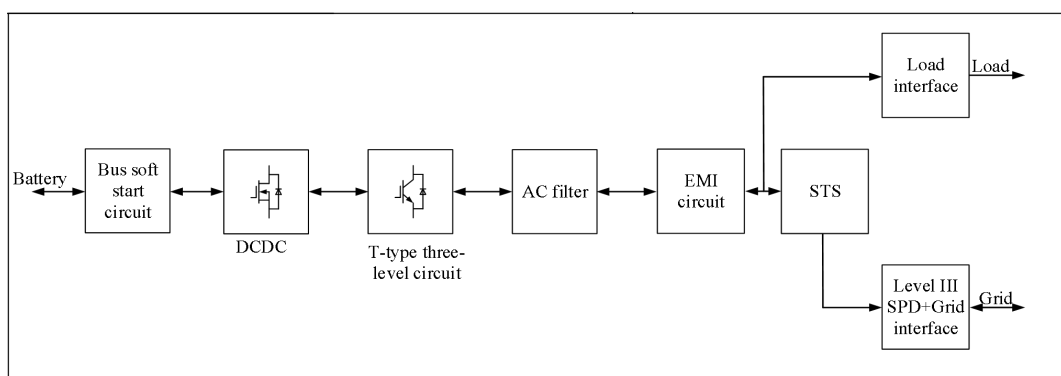 Battery
Bus soft
start
circuit
DCDC
T-type three-
level circuit
AC filter
EMI
circuit
STS
Load
interface
Load
Level III
SPD+Grid
interface
Grid